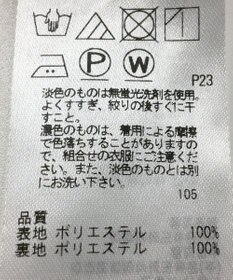 P W
P23
淡色のものは無蛍光洗剤を使用。
よくすすぎ、絞りの後すぐに干
すこと。
濃色のものは、着用による摩擦
で色落ちすることがありますの
で、組合せの衣服にご注意くだ
さい。また、淡色のものとは別
にお洗い下さい。
105
品質
表地 ポリエステル 100%
裏地 ポリエステル 100%